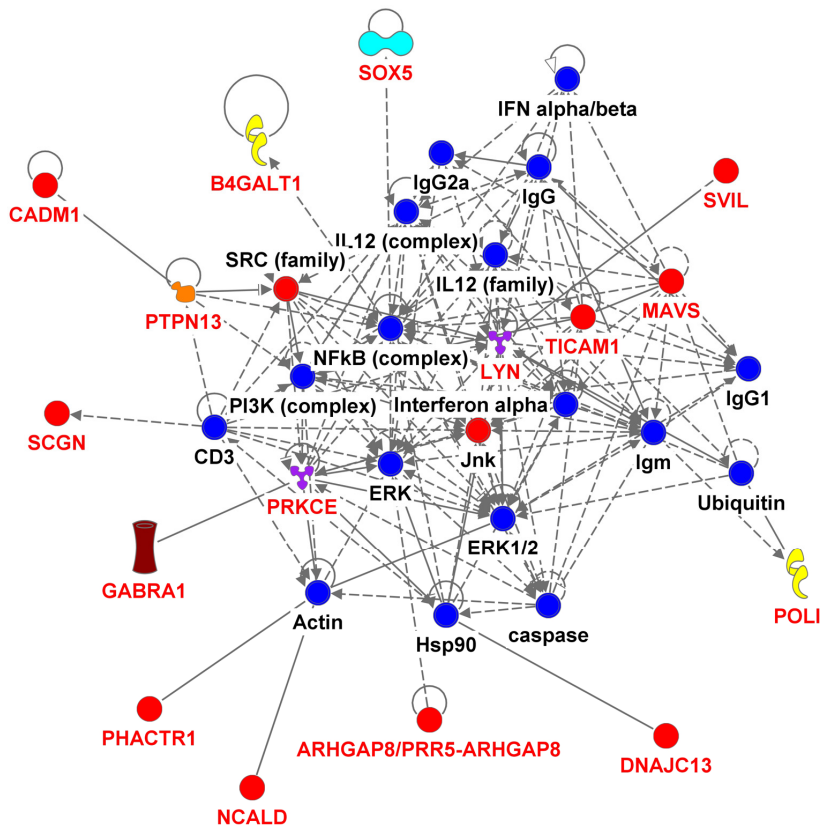 SOX5
IFN alpha/beta
B4GALT1
IgG2a
IgG
SVIL
CADM1
IL12 (complex)
SRC (family)
IL12 (family)
PTPN13
MAVS
NFkB (complex)
LYN
TICAM1
IgG1
PI3K (complex)
Interferon alpha
SCGN
CD3
Jnk
Igm
PRKCE
ERK
Ubiquitin
ERK1/2
GABRA1
POLI
Actin
Hsp90
caspase
PHACTR1
ARHGAP8/PRR5-ARHGAP8
DNAJC13
NCALD